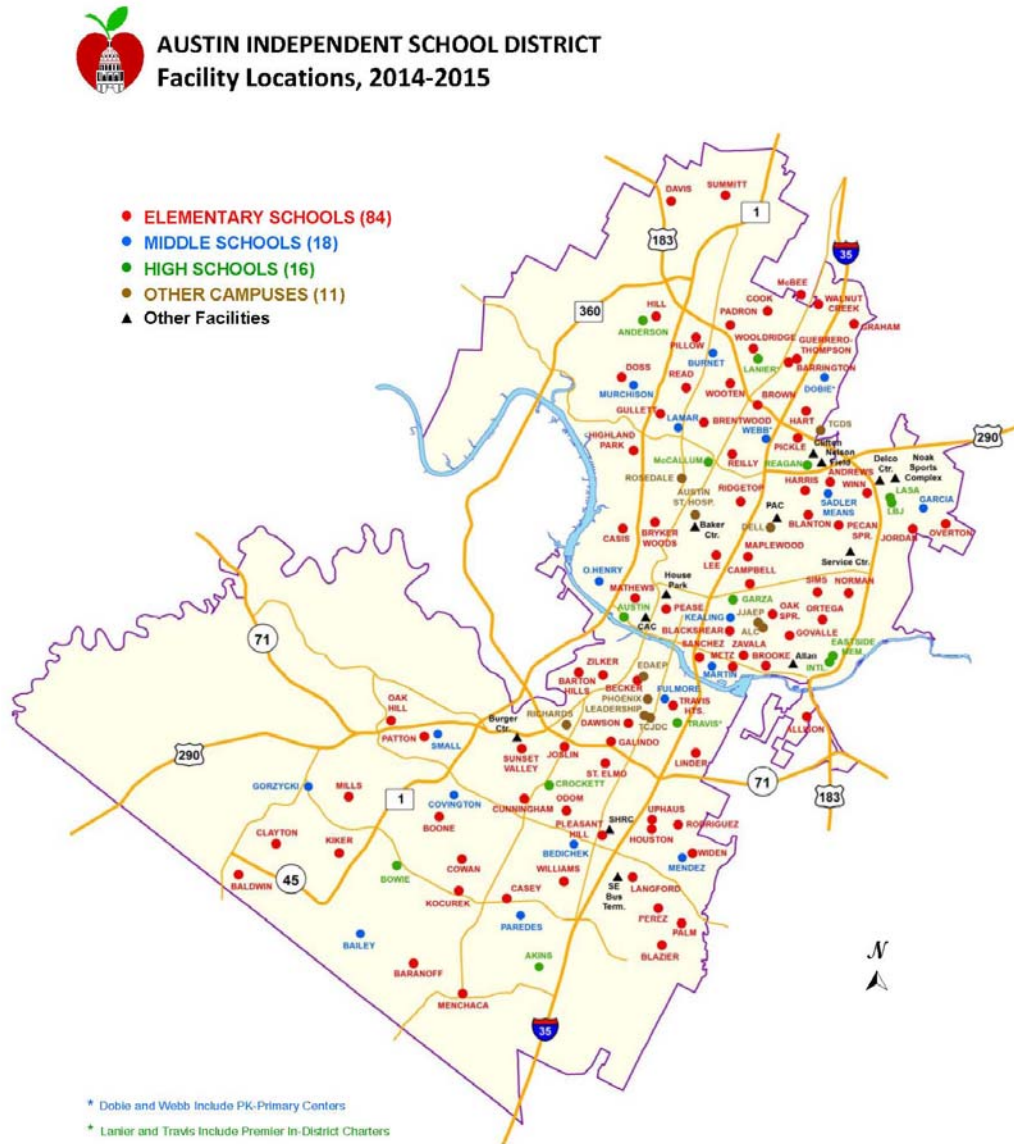 AUSTIN INDEPENDENT SCHOOL DISTRICT
Facility Locations, 2014-2015
ELEMENTARY SCHOOLS (84)
MIDDLE SCHOOLS (18)
HIGH SCHOOLS (16)
OTHER CAMPUSES (11)
Other Facilities
DAVIS
SUMMITT
1
183
35
360
McBEE
COOK
WALNUT
CREEK
HILL
PADRON
GRAHAM
ANDERSON
WOOLDRIDGE
GUERRERO-
THOMPSON
PILLOW
BURNET
LANIER*
BARRINGTON
DOSS
READ
DOBIE*
MURCHISON
WOOTEN
BROWN
GULLETT
LAMAR
BRENTWOOD
HART
WEBB*
TCDS
290
HIGHLAND
PARK
PICKLE
Clifton
Nelson
Field
Delco
Ctr.
Noak
Sports
Complex
McCALLUM
REILLY
REAGAN
ANDREWS
ROSEDALE
HARRIS
WINN
LASA
AUSTIN
ST. HOSP.
RIDGETOP
SADLER
MEANS
LBJ
GARCIA
PAC
Baker
Ctr.
DELL
BLANTON
PECAN
SPR.
JORDAN
OVERTON
CASIS
BRYKER
WOODS
MAPLEWOOD
LEE
Service Ctr.
CAMPBELL
O.HENRY
House
Park
SIMS
NORMAN
MATHEWS
GARZA
AUSTIN
PEASE
JJAEP
OAK
SPR.
ORTEGA
CAC
KEALING
BLACKSHEAR
ALC
GOVALLE
SANCHEZ
METZ
ZAVALA
BROOKE
Allan
EASTSIDE
MEM.
INTL
MARTIN
71
ZILKER
EDAEP
BARTON
HILLS
BECKER
FULMORE
PHOENIX
LEADERSHIP
TRAVIS
HTS.
OAK
HILL
Burger
Ctr.
RICHARDS
DAWSON
TCJDC
TRAVIS*
ALLISON
PATTON
SMALL
SUNSET
VALLEY
JOSLIN
GALINDO
LINDER
290
ST. ELMO
71
183
GORZYCKI
MILLS
1
COVINGTON
CROCKETT
CUNNINGHAM
ODOM
UPHAUS
BOONE
PLEASANT
HILL
SHRC
HOUSTON
RODRIGUEZ
CLAYTON
KIKER
BEDICHEK
WIDEN
MENDEZ
BALDWIN
45
BOWIE
COWAN
WILLIAMS
SE
Bus
Term.
LANGFORD
KOCUREK
CASEY
PEREZ
PAREDES
PALM
BAILEY
BLAZIER
BARANOFF
AKINS
N
MENCHACA
35
* Dobie and Webb Include PK-Primary Centers
* Lanier and Travis Include Premier In-District Charters